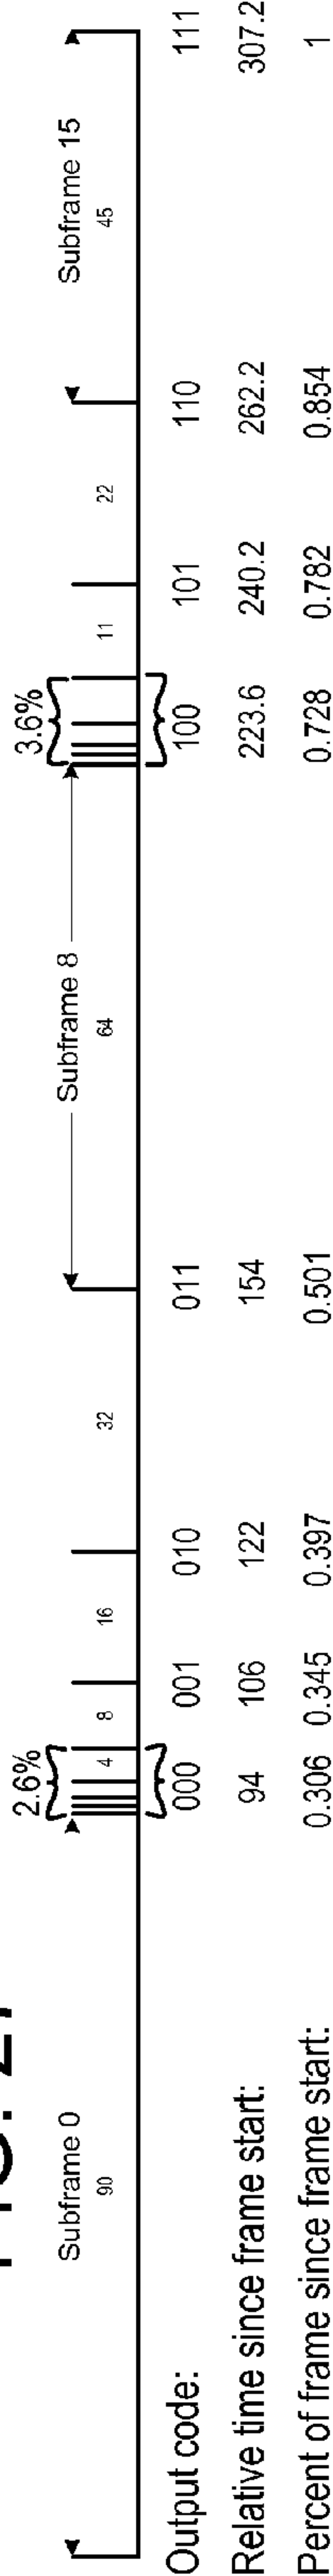 2.6% 3.6%
Subframe 0 Subframe 8 Subframe 15
90 4 8 16 32 64 11 22 45
Output code: 000 001 010 011 100 101 110 111
Relative time since frame start: 94 106 122 154 223.6 240.2 262.2 307.2
Percent of frame since frame start: 0.306 0.345 0.397 0.501 0.728 0.782 0.854 1